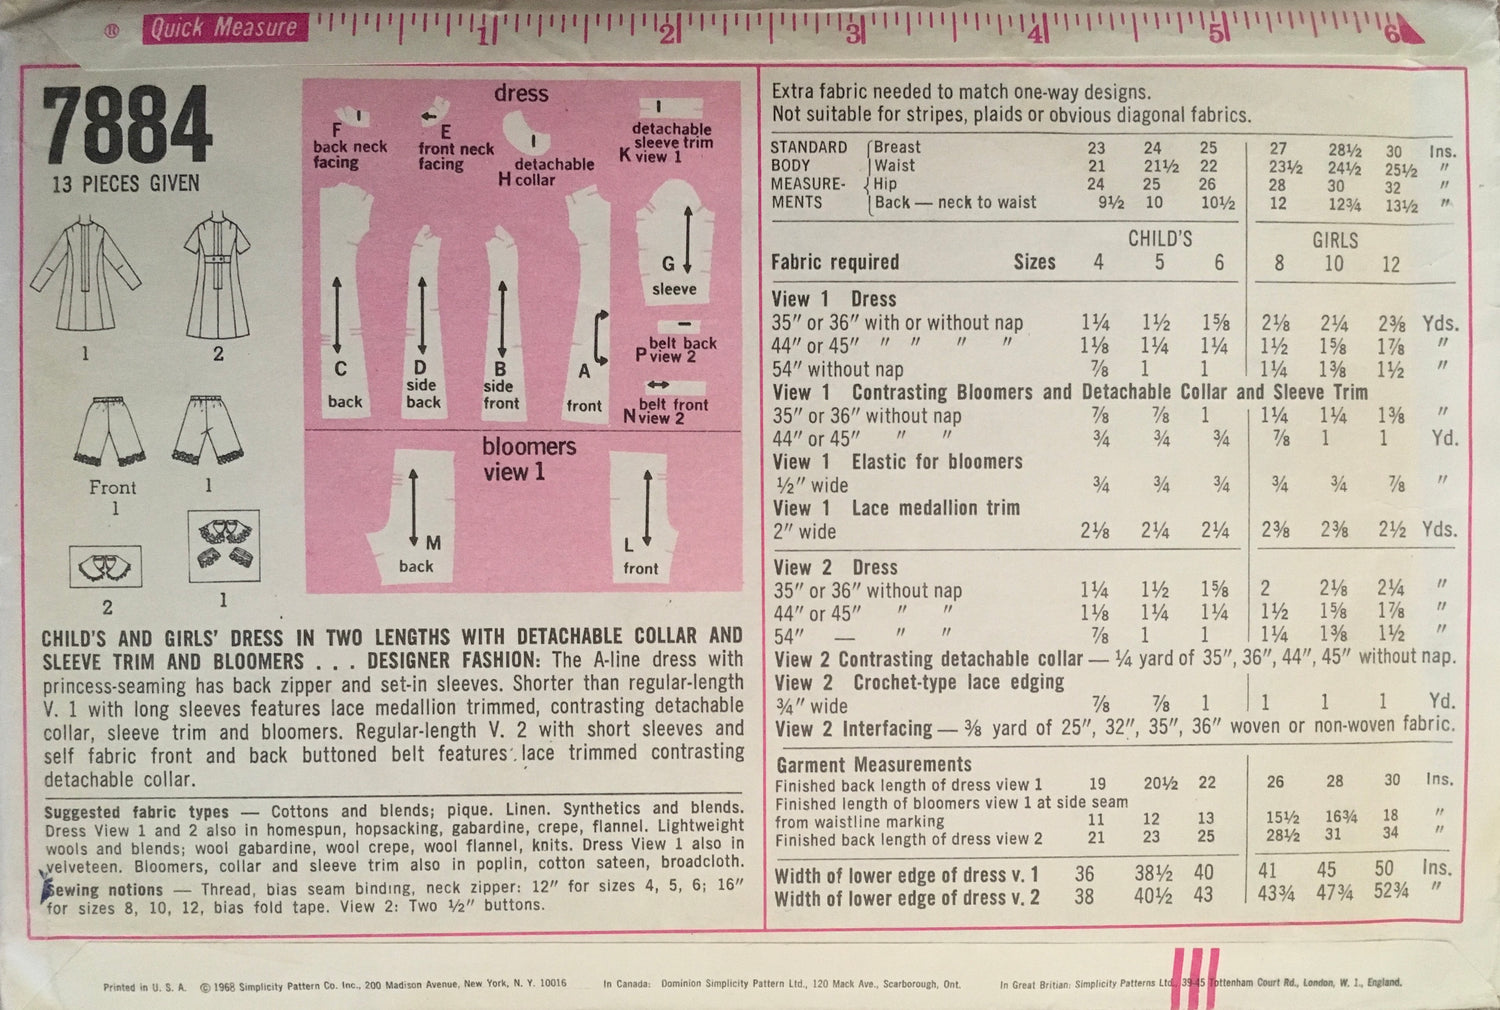 ® Quick Measure 1 2 3 4 5 6
7884
13 PIECES GIVEN
1
2
Front
1
1
2
1
dress
F
back neck
facing
E
front neck
facing
detachable
H collar
detachable
sleeve trim
K view 1
G
sleeve
belt back
P view 2
belt front
N view 2
C
back
D
side
back
B
side
front
A
front
bloomers
view 1
M
back
L
front
CHILD'S AND GIRLS' DRESS IN TWO LENGTHS WITH DETACHABLE COLLAR AND
SLEEVE TRIM AND BLOOMERS . . . DESIGNER FASHION: The A-line dress with
princess-seaming has back zipper and set-in sleeves. Shorter than regular-length
V. 1 with long sleeves features lace medallion trimmed, contrasting detachable
collar, sleeve trim and bloomers. Regular-length V. 2 with short sleeves and
self fabric front and back buttoned belt features lace trimmed contrasting
detachable collar.
Suggested fabric types — Cottons and blends; pique. Linen. Synthetics and blends.
Dress View 1 and 2 also in homespun, hopsacking, gabardine, crepe, flannel. Lightweight
wools and blends; wool gabardine, wool crepe, wool flannel, knits. Dress View 1 also in
velveteen. Bloomers, collar and sleeve trim also in poplin, cotton sateen, broadcloth.
Sewing notions — Thread, bias seam binding, neck zipper: 12" for sizes 4, 5, 6; 16"
for sizes 8, 10, 12, bias fold tape. View 2: Two ½" buttons.
Extra fabric needed to match one-way designs.
Not suitable for stripes, plaids or obvious diagonal fabrics.
STANDARD Breast 23 24 25 27 28½ 30 Ins.
BODY Waist 21 21½ 22 23½ 24½ 25½ "
MEASURE- Hip 24 25 26 28 30 32 "
MENTS Back — neck to waist 9½ 10 10½ 12 12¾ 13½ "
CHILD'S GIRLS
Fabric required Sizes 4 5 6 8 10 12
View 1 Dress
35" or 36" with or without nap 1¼ 1½ 1⅝ 2⅛ 2¼ 2⅜ Yds.
44" or 45" " " " " 1⅛ 1¼ 1¼ 1½ 1⅝ 1⅞ "
54" without nap ⅞ 1 1 1¼ 1⅜ 1½ "
View 1 Contrasting Bloomers and Detachable Collar and Sleeve Trim
35" or 36" without nap ⅞ ⅞ 1 1¼ 1¼ 1⅜ "
44" or 45" " " ¾ ¾ ¾ ⅞ 1 1 Yd.
View 1 Elastic for bloomers
½" wide ¾ ¾ ¾ ¾ ¾ ⅞ "
View 1 Lace medallion trim
2" wide 2⅛ 2¼ 2¼ 2⅜ 2⅜ 2½ Yds.
View 2 Dress
35" or 36" without nap 1¼ 1½ 1⅝ 2 2⅛ 2¼ "
44" or 45" " " 1⅛ 1¼ 1¼ 1½ 1⅝ 1⅞ "
54" — " " ⅞ 1 1 1¼ 1⅜ 1½ "
View 2 Contrasting detachable collar — ¼ yard of 35", 36", 44", 45" without nap.
View 2 Crochet-type lace edging
¾" wide ⅞ ⅞ 1 1 1 1 Yd.
View 2 Interfacing — ⅜ yard of 25", 32", 35", 36" woven or non-woven fabric.
Garment Measurements
Finished back length of dress view 1 19 20½ 22 26 28 30 Ins.
Finished length of bloomers view 1 at side seam
from waistline marking 11 12 13 15½ 16¾ 18 "
Finished back length of dress view 2 21 23 25 28½ 31 34 "
Width of lower edge of dress v. 1 36 38½ 40 41 45 50 Ins.
Width of lower edge of dress v. 2 38 40½ 43 43¾ 47¾ 52¾ "
Printed in U. S. A. © 1968 Simplicity Pattern Co. Inc., 200 Madison Avenue, New York, N. Y. 10016 In Canada: Dominion Simplicity Pattern Ltd., 120 Mack Ave., Scarborough, Ont. In Great Britian: Simplicity Patterns Ltd., 39-45 Tottenham Court Rd., London, W. 1., England.